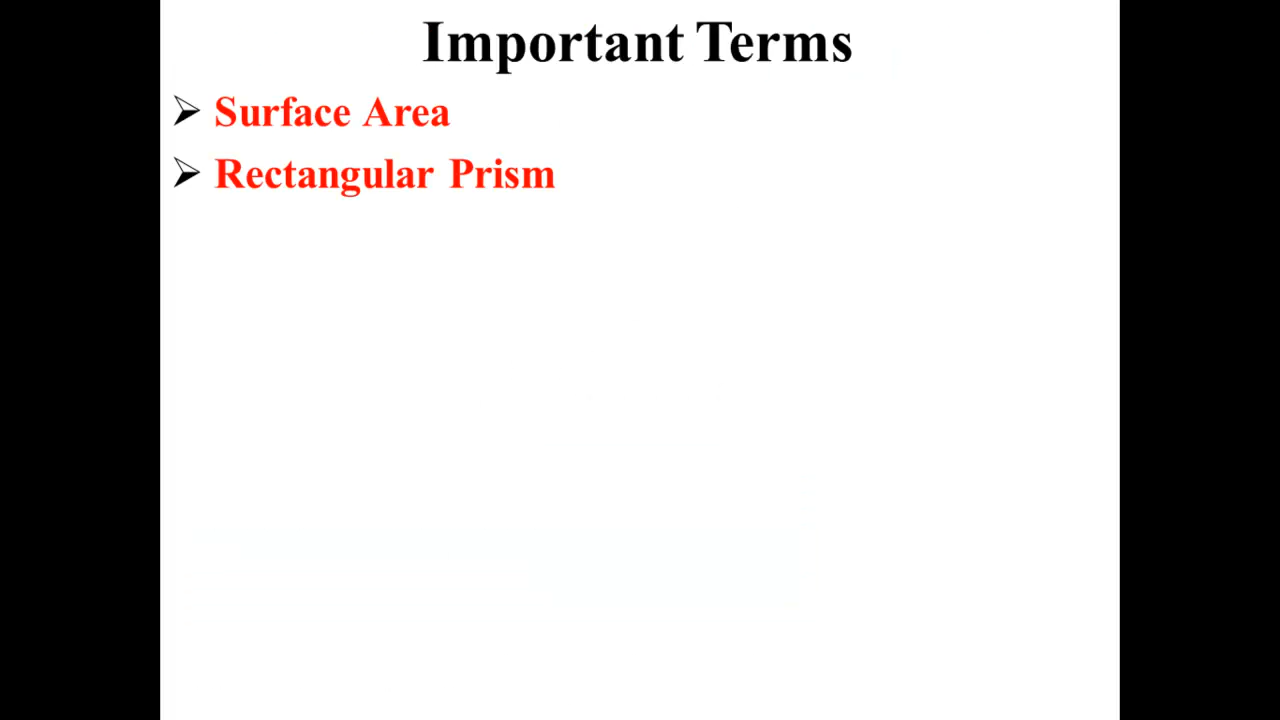 Important Terms
➢ Surface Area
➢ Rectangular Prism